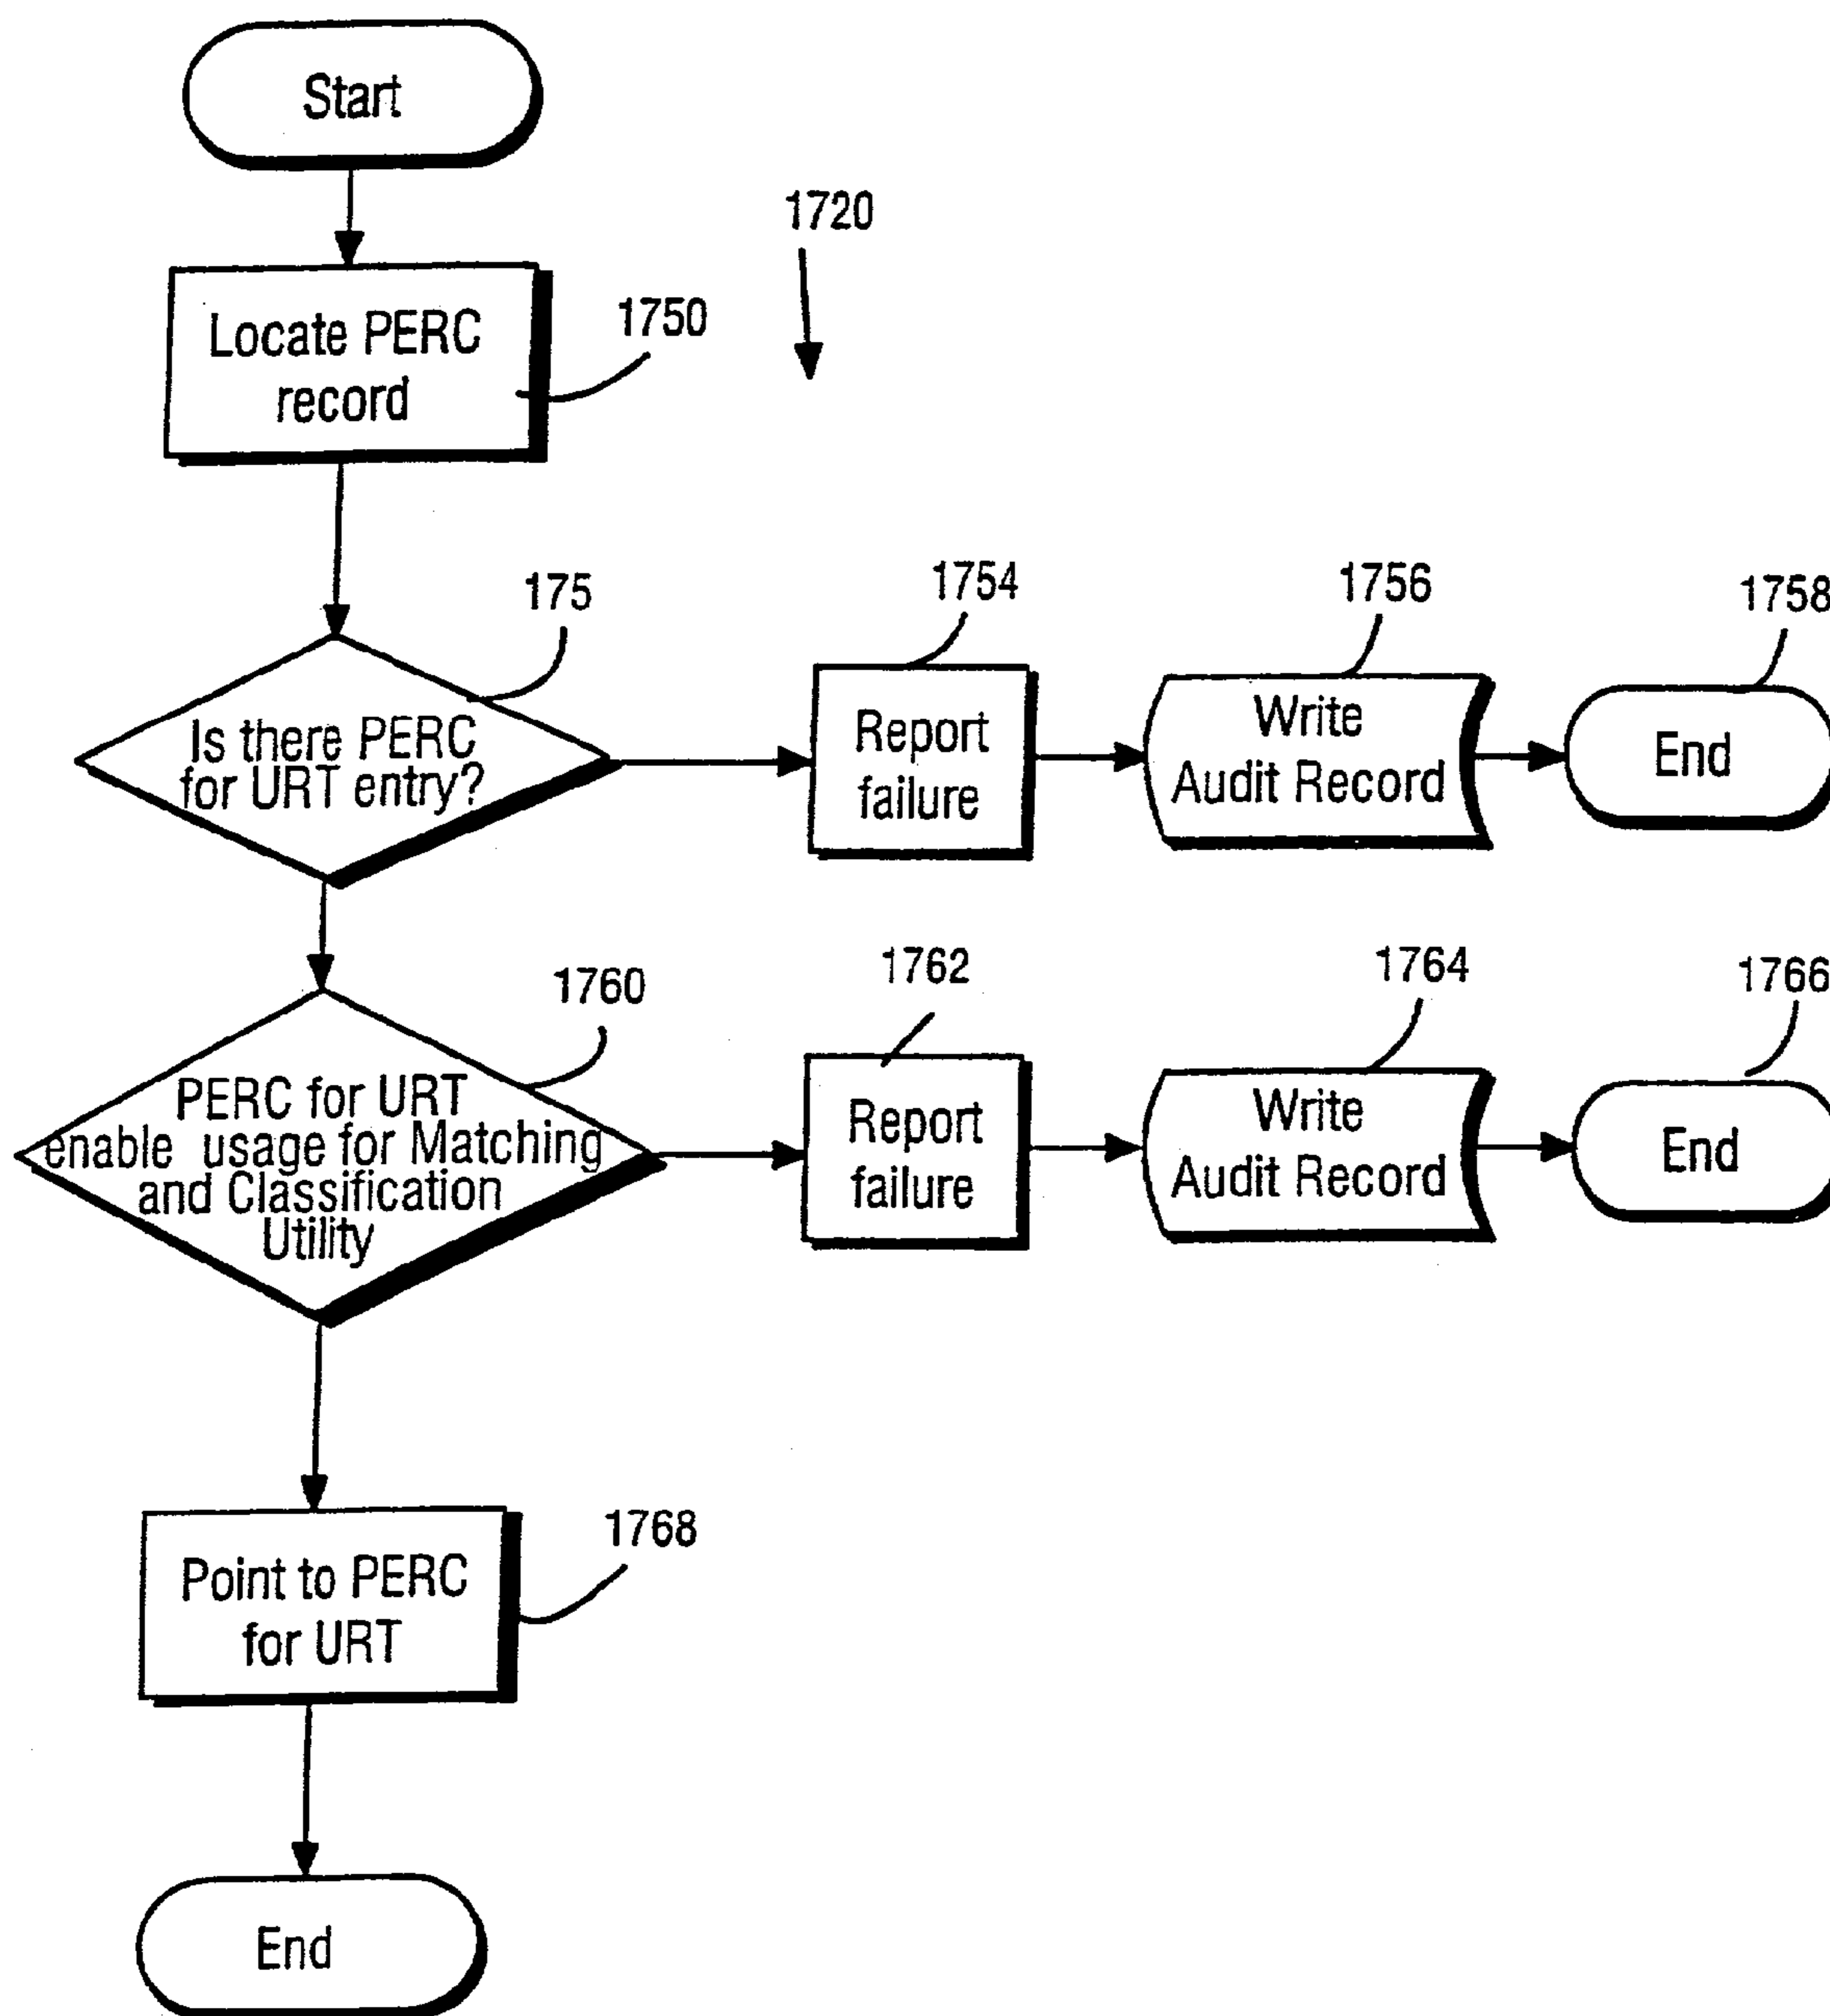 Start
1720
Locate PERC
record
1750
Is there PERC
for URT entry?
175
Report
failure
1754
Write
Audit Record
1756
End
1758
PERC for URT
enable usage for Matching
and Classification
Utility
1760
Report
failure
1762
Write
Audit Record
1764
End
1766
Point to PERC
for URT
1768
End